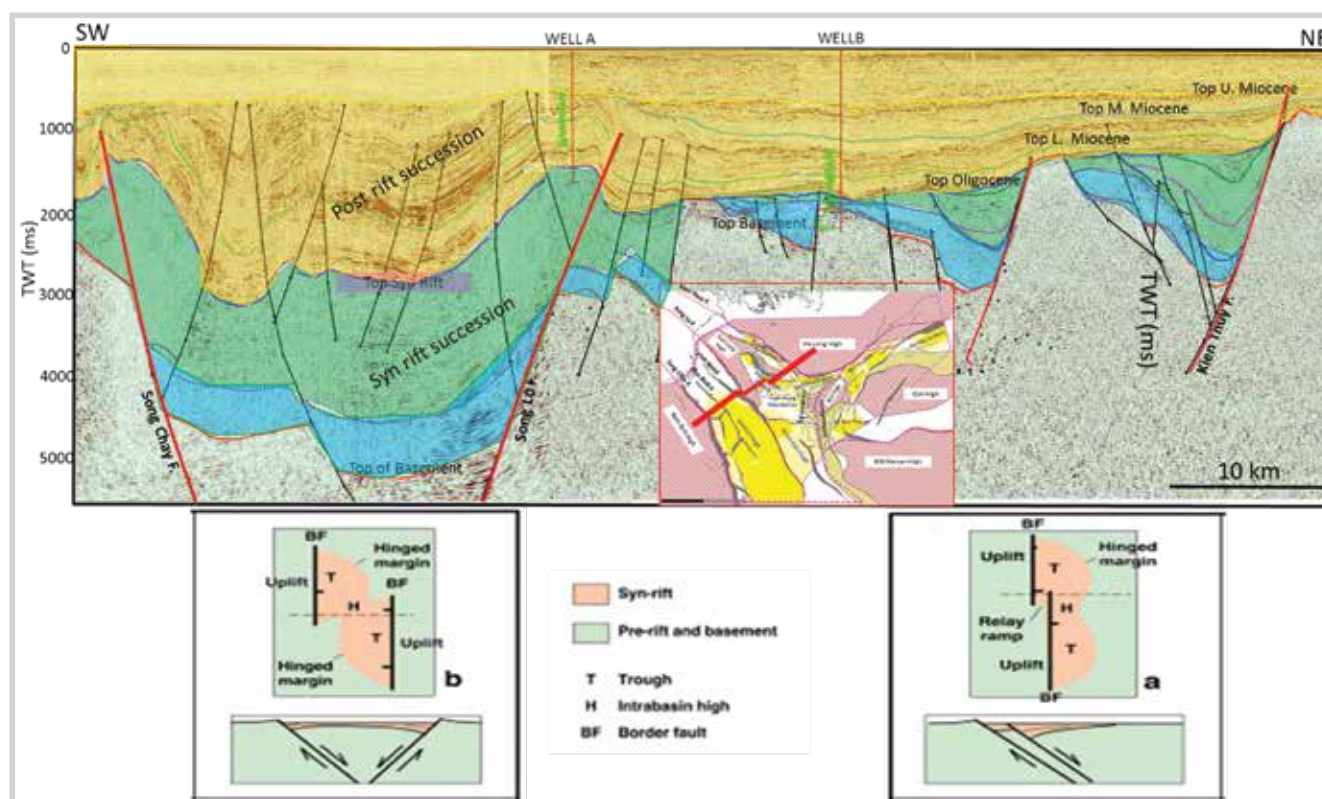 SW
WELL A
WELLB
NE
0
1000
2000
3000
4000
5000
TWT (ms)
Top U. Miocene
Top M. Miocene
Top L. Miocene
Post rift succession
Top Oligocene
Top Basement
Top Syn Rift
Syn rift succession
TWT (ms)
Song Chay F.
Song Lo F.
Kien Thuy F.
Top of Basement
10 km
BF
Hinged
margin
BF
Uplift
T
H
T
Uplift
Hinged
margin
b
Syn-rift
Pre-rift and basement
T Trough
H Intrabasin high
BF Border fault
BF
Uplift
Hinged
margin
T
H
Relay
ramp
T
Uplift
BF
a